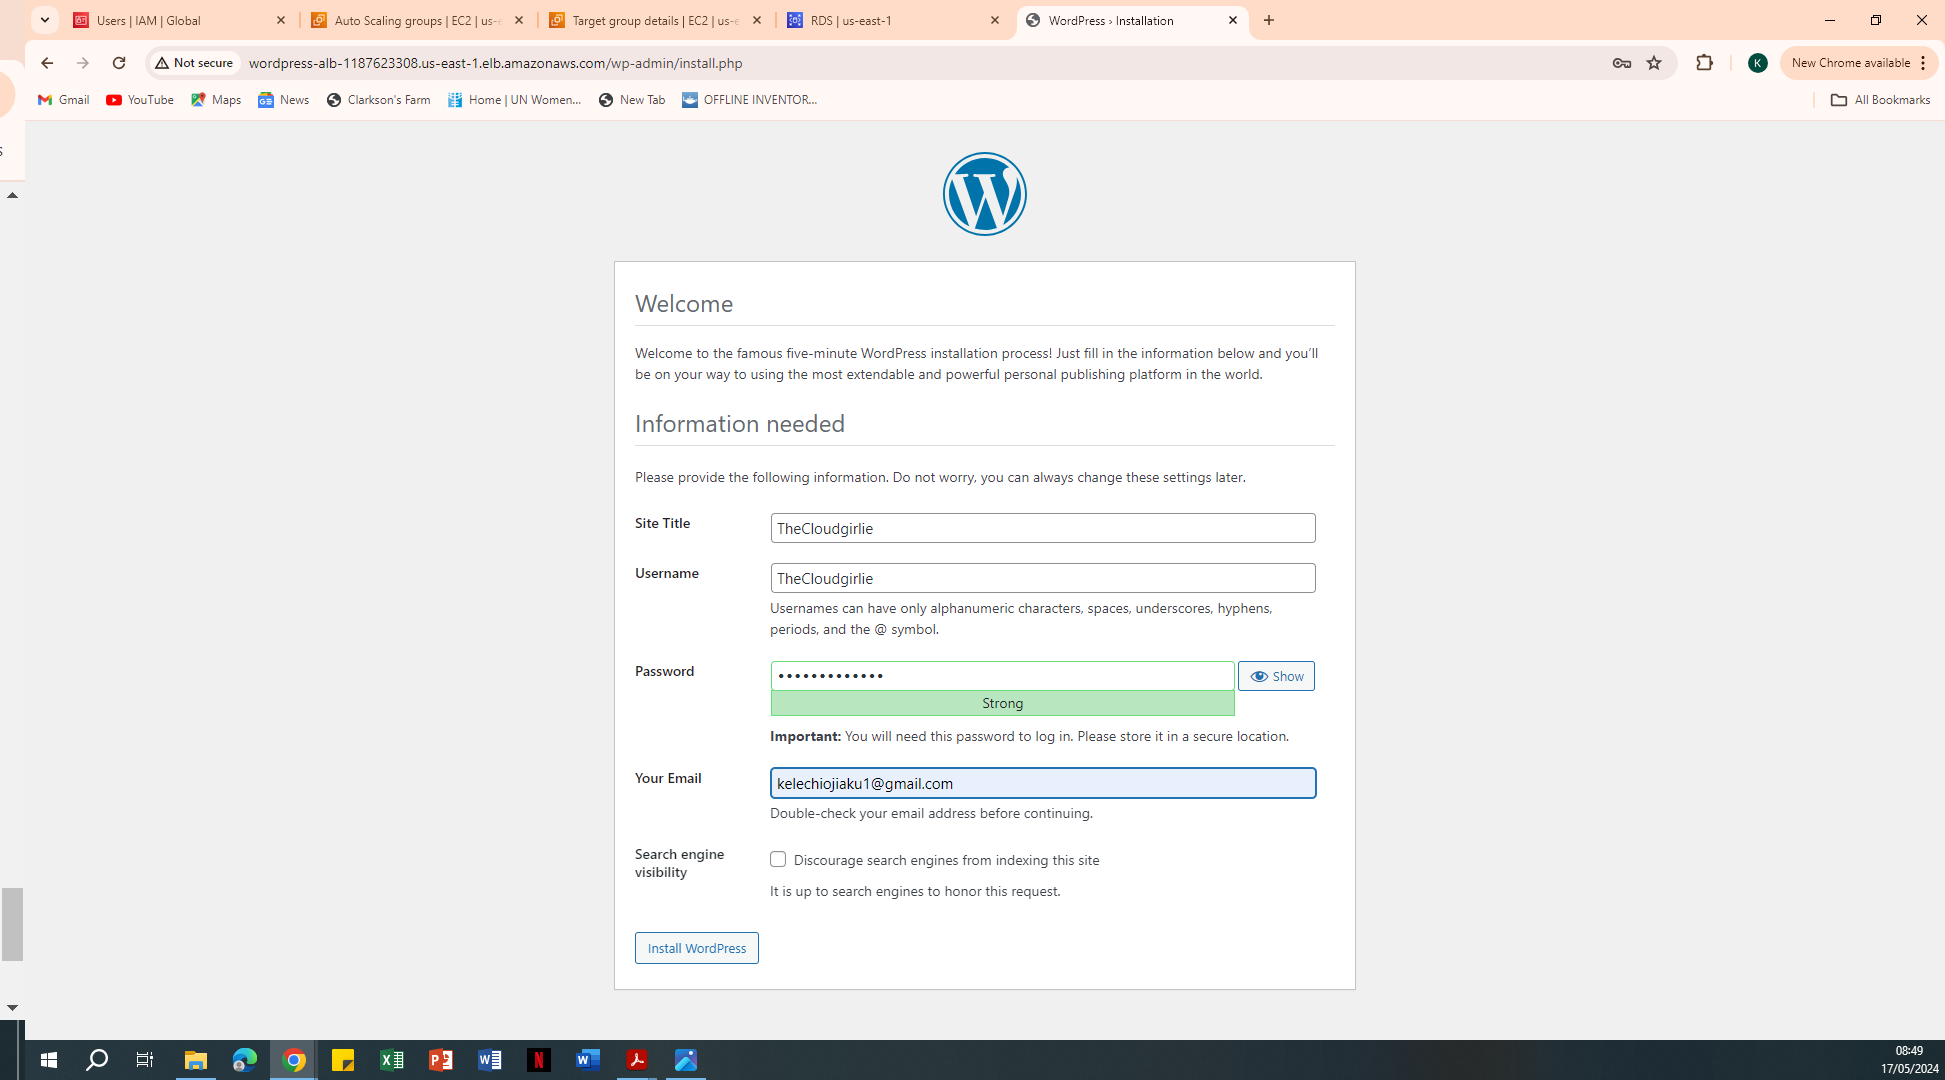 Users | IAM | Global
Auto Scaling groups | EC2 | us-e
Target group details | EC2 | us-e
RDS | us-east-1
WordPress › Installation
Not secure
wordpress-alb-1187623308.us-east-1.elb.amazonaws.com/wp-admin/install.php
K
New Chrome available
Gmail
YouTube
Maps
News
Clarkson's Farm
Home | UN Women...
New Tab
OFFLINE INVENTOR...
All Bookmarks
Welcome
Welcome to the famous five-minute WordPress installation process! Just fill in the information below and you’ll
be on your way to using the most extendable and powerful personal publishing platform in the world.
Information needed
Please provide the following information. Do not worry, you can always change these settings later.
Site Title
TheCloudgirlie
Username
TheCloudgirlie
Usernames can have only alphanumeric characters, spaces, underscores, hyphens,
periods, and the @ symbol.
Password
•••••••••••••
Show
Strong
Important: You will need this password to log in. Please store it in a secure location.
Your Email
kelechiojiaku1@gmail.com
Double-check your email address before continuing.
Search engine
visibility
Discourage search engines from indexing this site
It is up to search engines to honor this request.
Install WordPress
08:49
17/05/2024